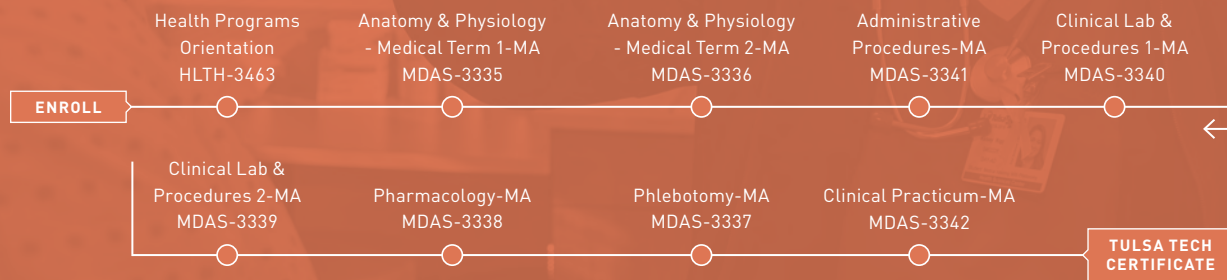 Health Programs
Orientation
HLTH-3463
Anatomy & Physiology
- Medical Term 1-MA
MDAS-3335
Anatomy & Physiology
- Medical Term 2-MA
MDAS-3336
Administrative
Procedures-MA
MDAS-3341
Clinical Lab &
Procedures 1-MA
MDAS-3340
ENROLL
Clinical Lab &
Procedures 2-MA
MDAS-3339
Pharmacology-MA
MDAS-3338
Phlebotomy-MA
MDAS-3337
Clinical Practicum-MA
MDAS-3342
TULSA TECH
CERTIFICATE